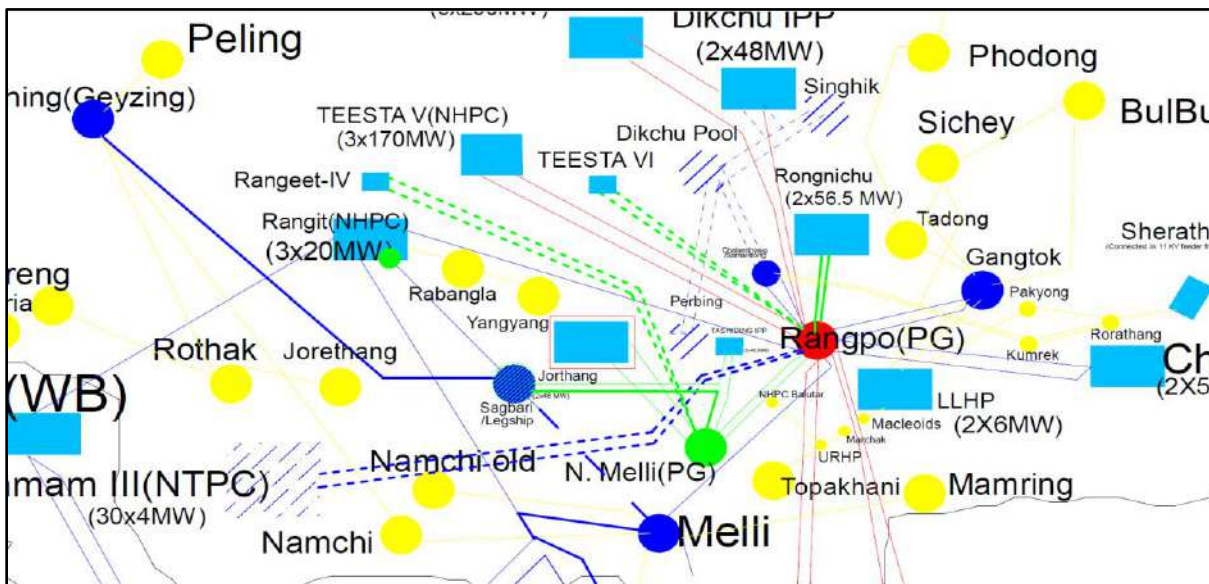 Dikchu IPP
(2x48MW)
Peling
Phodong
ning(Geyzing)
TEESTA V(NHPC)
(3x170MW)
Singhik
BulBu
Sichey
Dikchu Pool
TEESTA VI
Rangeet-IV
Rongnichu
(2x56.5 MW)
Rangit(NHPC)
(3x20MW)
Tadong
Sherath
Gangtok
reng
ria
Rabangla
Yangyang
Perbing
Pakyong
TASHIDING IPP
Rangpo(PG)
Rorathang
Kumrek
Rothak
Jorethang
Jorthang
Sagbari
/Legship
(WB)
NHPC Balutar
LLHP
(2X6MW)
Ch
(2X5
Macleoids
Marchak
URHP
Namchi old
N. Melli(PG)
Topakhani
Mamring
mam III(NTPC)
(30x4MW)
Namchi
Melli